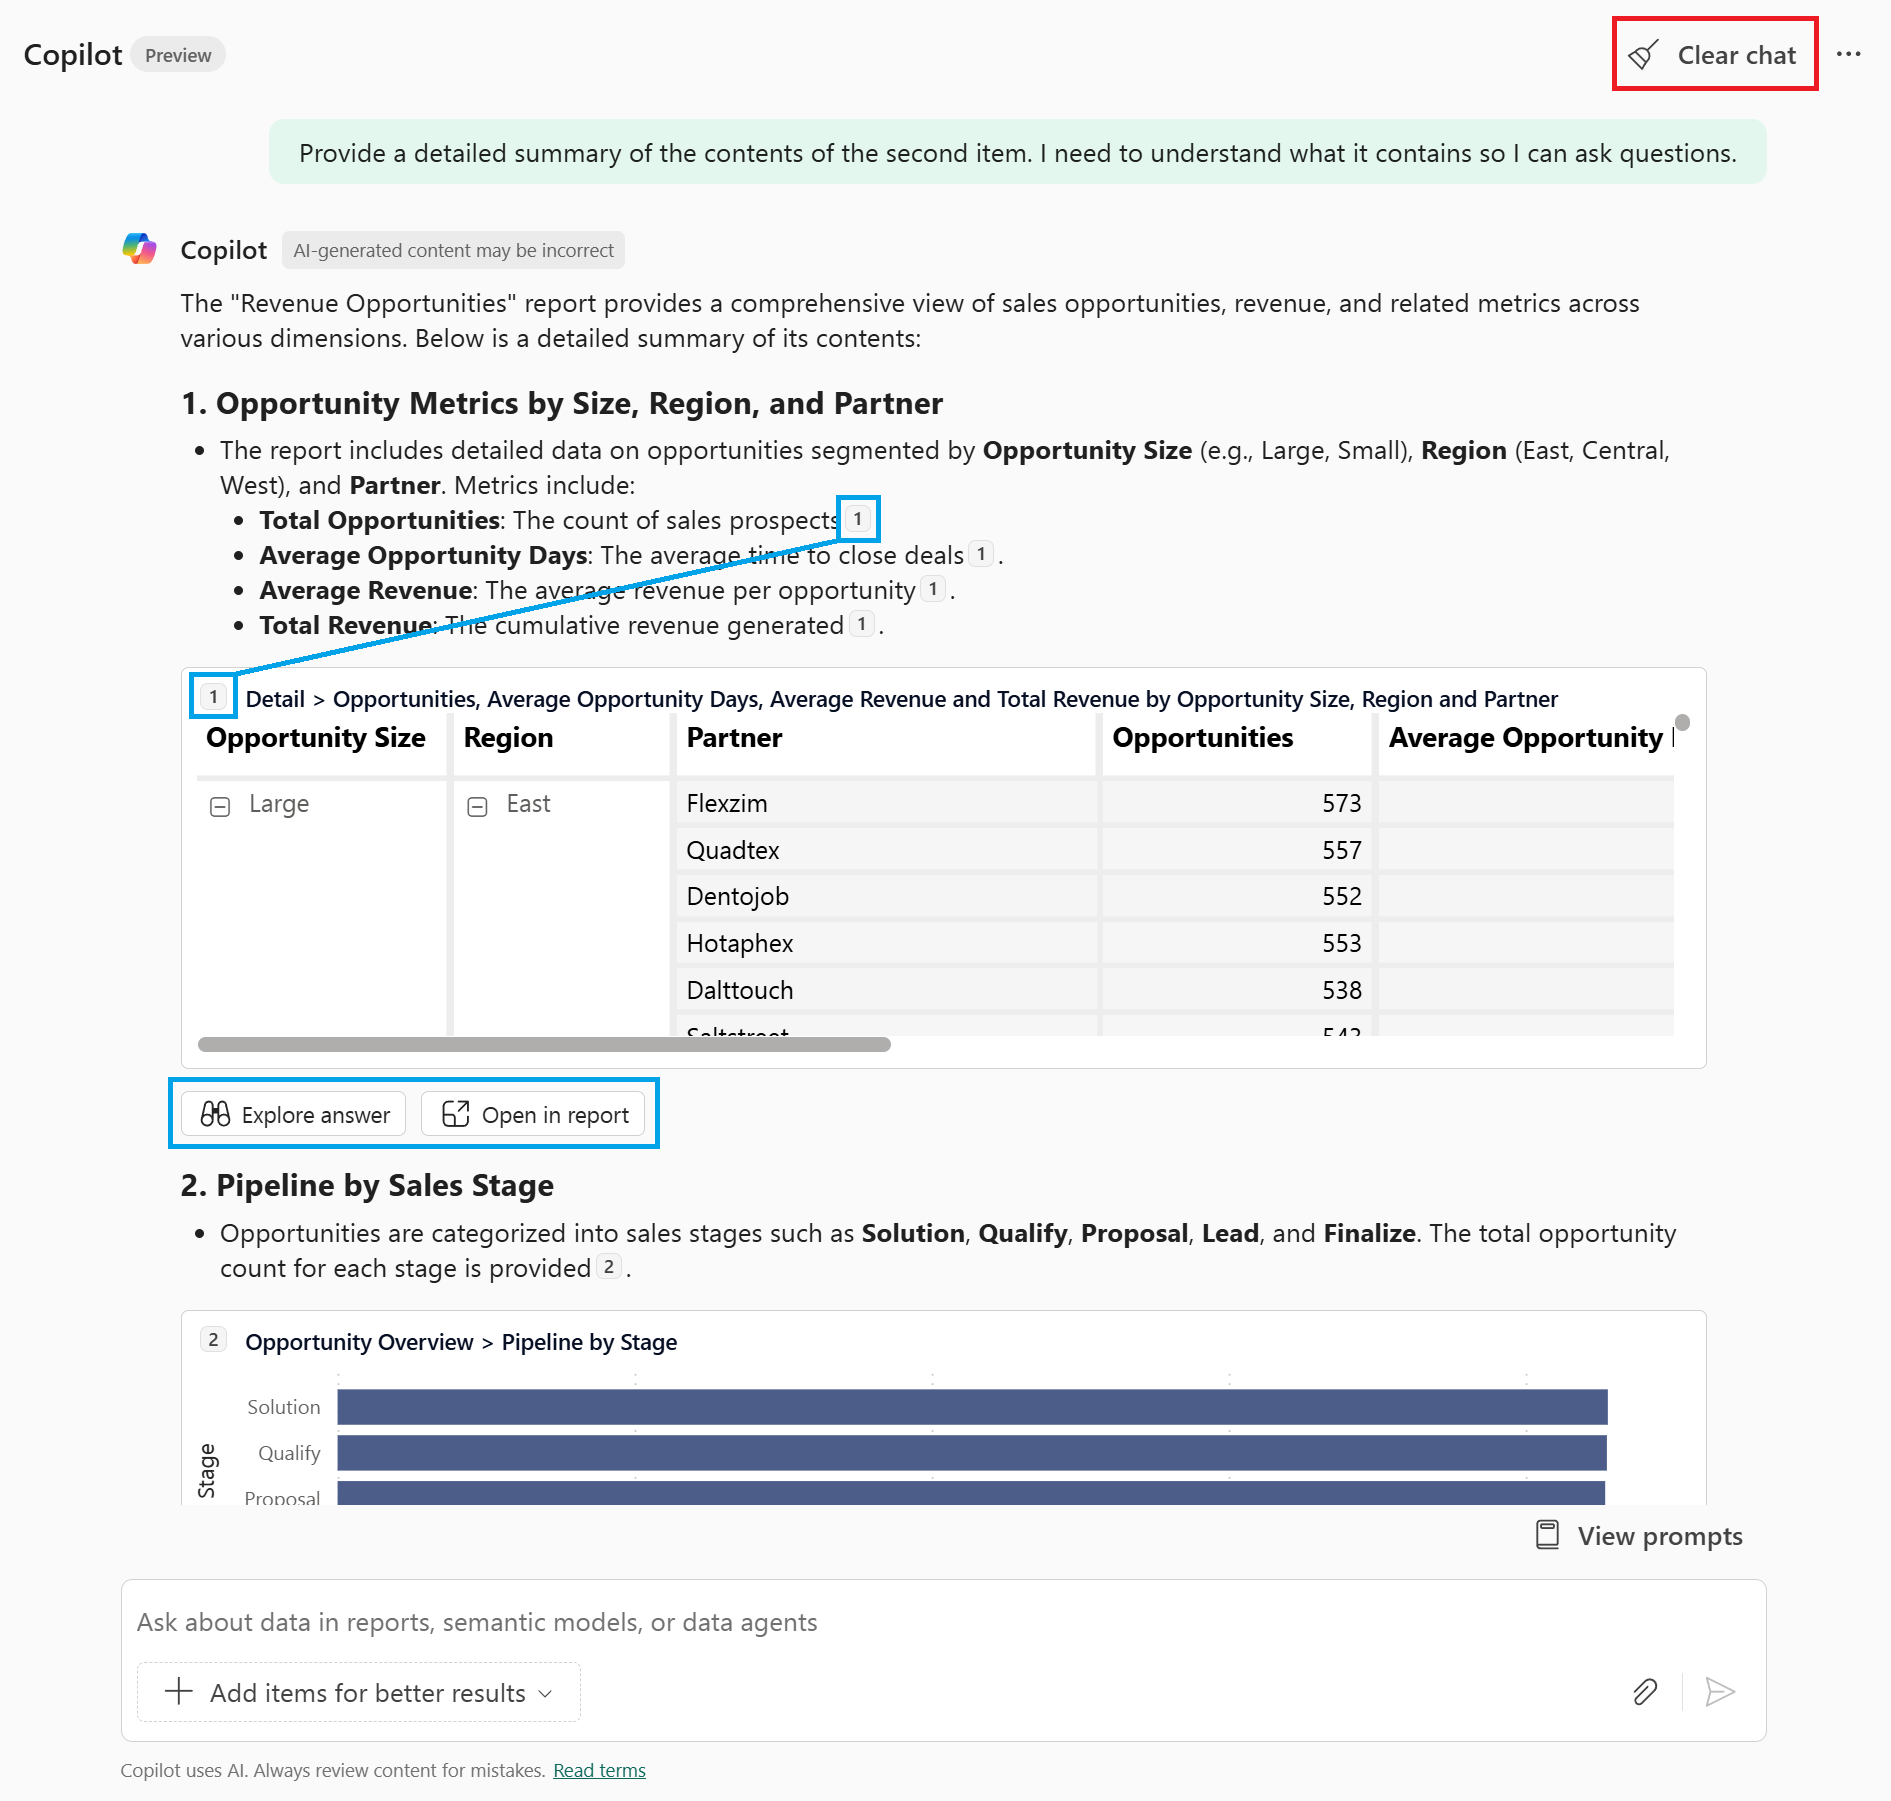 Copilot Preview Clear chat ...
Provide a detailed summary of the contents of the second item. I need to understand what it contains so I can ask questions.
Copilot AI-generated content may be incorrect
The "Revenue Opportunities" report provides a comprehensive view of sales opportunities, revenue, and related metrics across
various dimensions. Below is a detailed summary of its contents:
1. Opportunity Metrics by Size, Region, and Partner
• The report includes detailed data on opportunities segmented by Opportunity Size (e.g., Large, Small), Region (East, Central,
West), and Partner. Metrics include:
• Total Opportunities: The count of sales prospects 1
• Average Opportunity Days: The average time to close deals 1 .
• Average Revenue: The average revenue per opportunity 1 .
• Total Revenue: The cumulative revenue generated 1 .
1 Detail > Opportunities, Average Opportunity Days, Average Revenue and Total Revenue by Opportunity Size, Region and Partner
Opportunity Size Region Partner Opportunities Average Opportunity
Large East Flexzim 573
Quadtex 557
Dentojob 552
Hotaphex 553
Dalttouch 538
Saltstreet 543
Explore answer Open in report
2. Pipeline by Sales Stage
• Opportunities are categorized into sales stages such as Solution, Qualify, Proposal, Lead, and Finalize. The total opportunity
count for each stage is provided 2 .
2 Opportunity Overview > Pipeline by Stage
Solution
Qualify
Stage
Proposal
View prompts
Ask about data in reports, semantic models, or data agents
Add items for better results
Copilot uses AI. Always review content for mistakes. Read terms